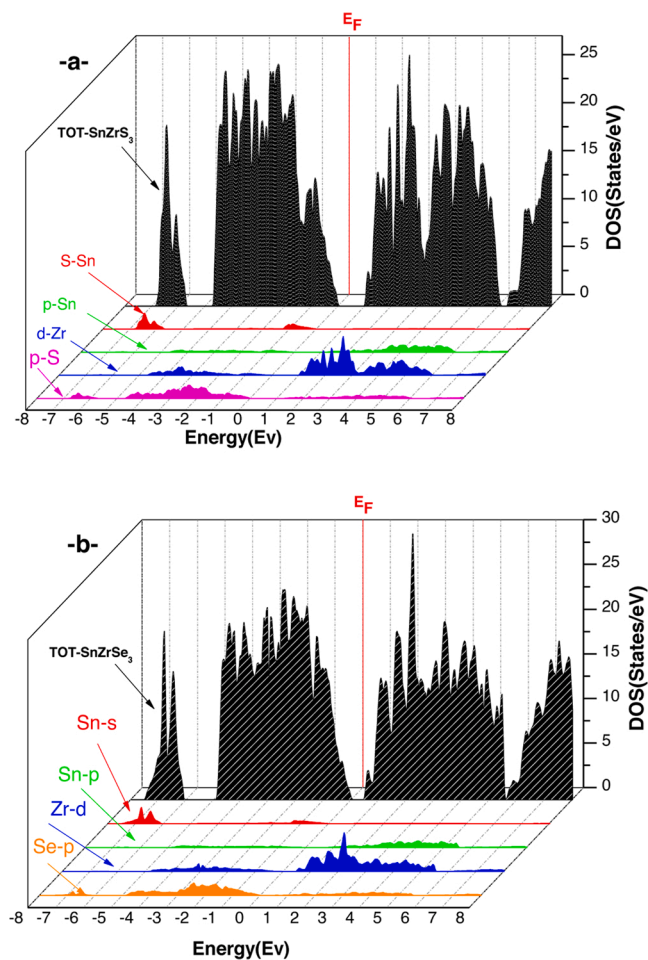 E_F
-a-
25
TOT-SnZrS_3
20
15
10
5
0
DOS(States/eV)
S-Sn
p-Sn
d-Zr
p-S
-8 -7 -6 -5 -4 -3 -2 -1 0 1 2 3 4 5 6 7 8
Energy(Ev)
E_F
-b-
30
25
20
TOT-SnZrSe_3
15
10
5
0
DOS(States/eV)
Sn-s
Sn-p
Zr-d
Se-p
-8 -7 -6 -5 -4 -3 -2 -1 0 1 2 3 4 5 6 7 8
Energy(Ev)